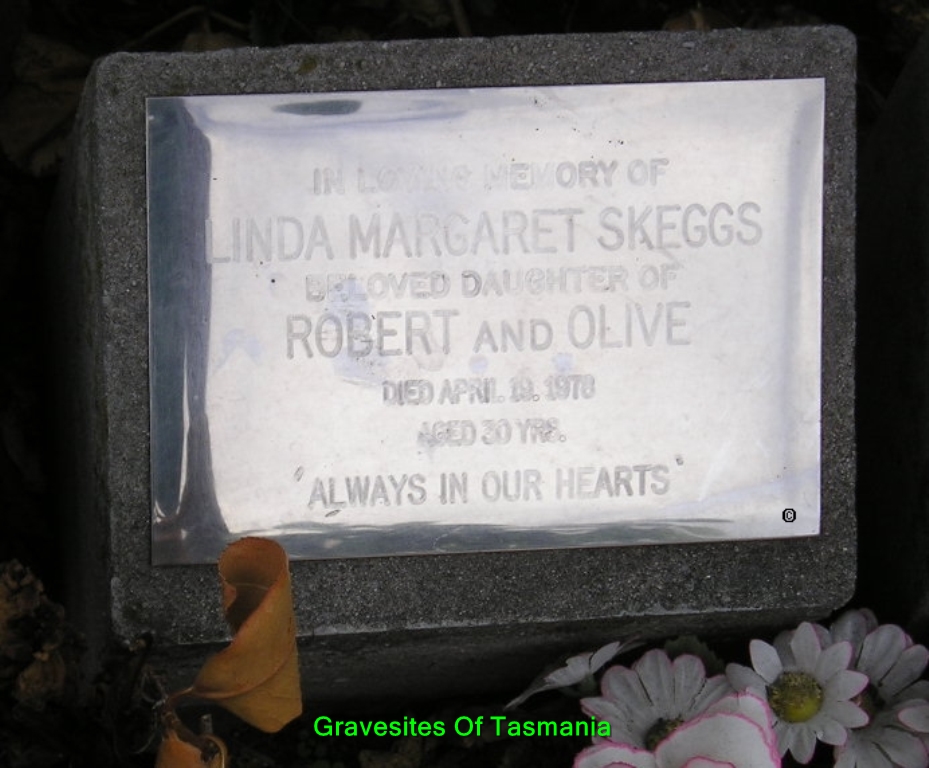 IN LOVING MEMORY OF
LINDA MARGARET SKEGGS
BELOVED DAUGHTER OF
ROBERT AND OLIVE
DIED APRIL 19. 1978
AGED 30 YRS.
'ALWAYS IN OUR HEARTS'
©
Gravesites Of Tasmania